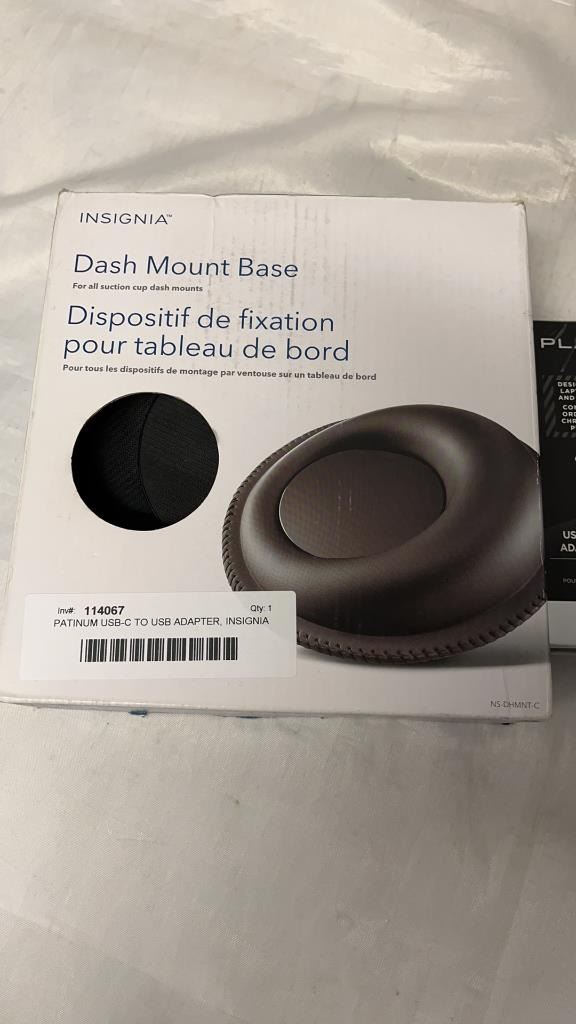 INSIGNIA™
Dash Mount Base
For all suction cup dash mounts
Dispositif de fixation
pour tableau de bord
Pour tous les dispositifs de montage par ventouse sur un tableau de bord
Inv#: 114067 Qty: 1
PATINUM USB-C TO USB ADAPTER, INSIGNIA
NS-DHMNT-C